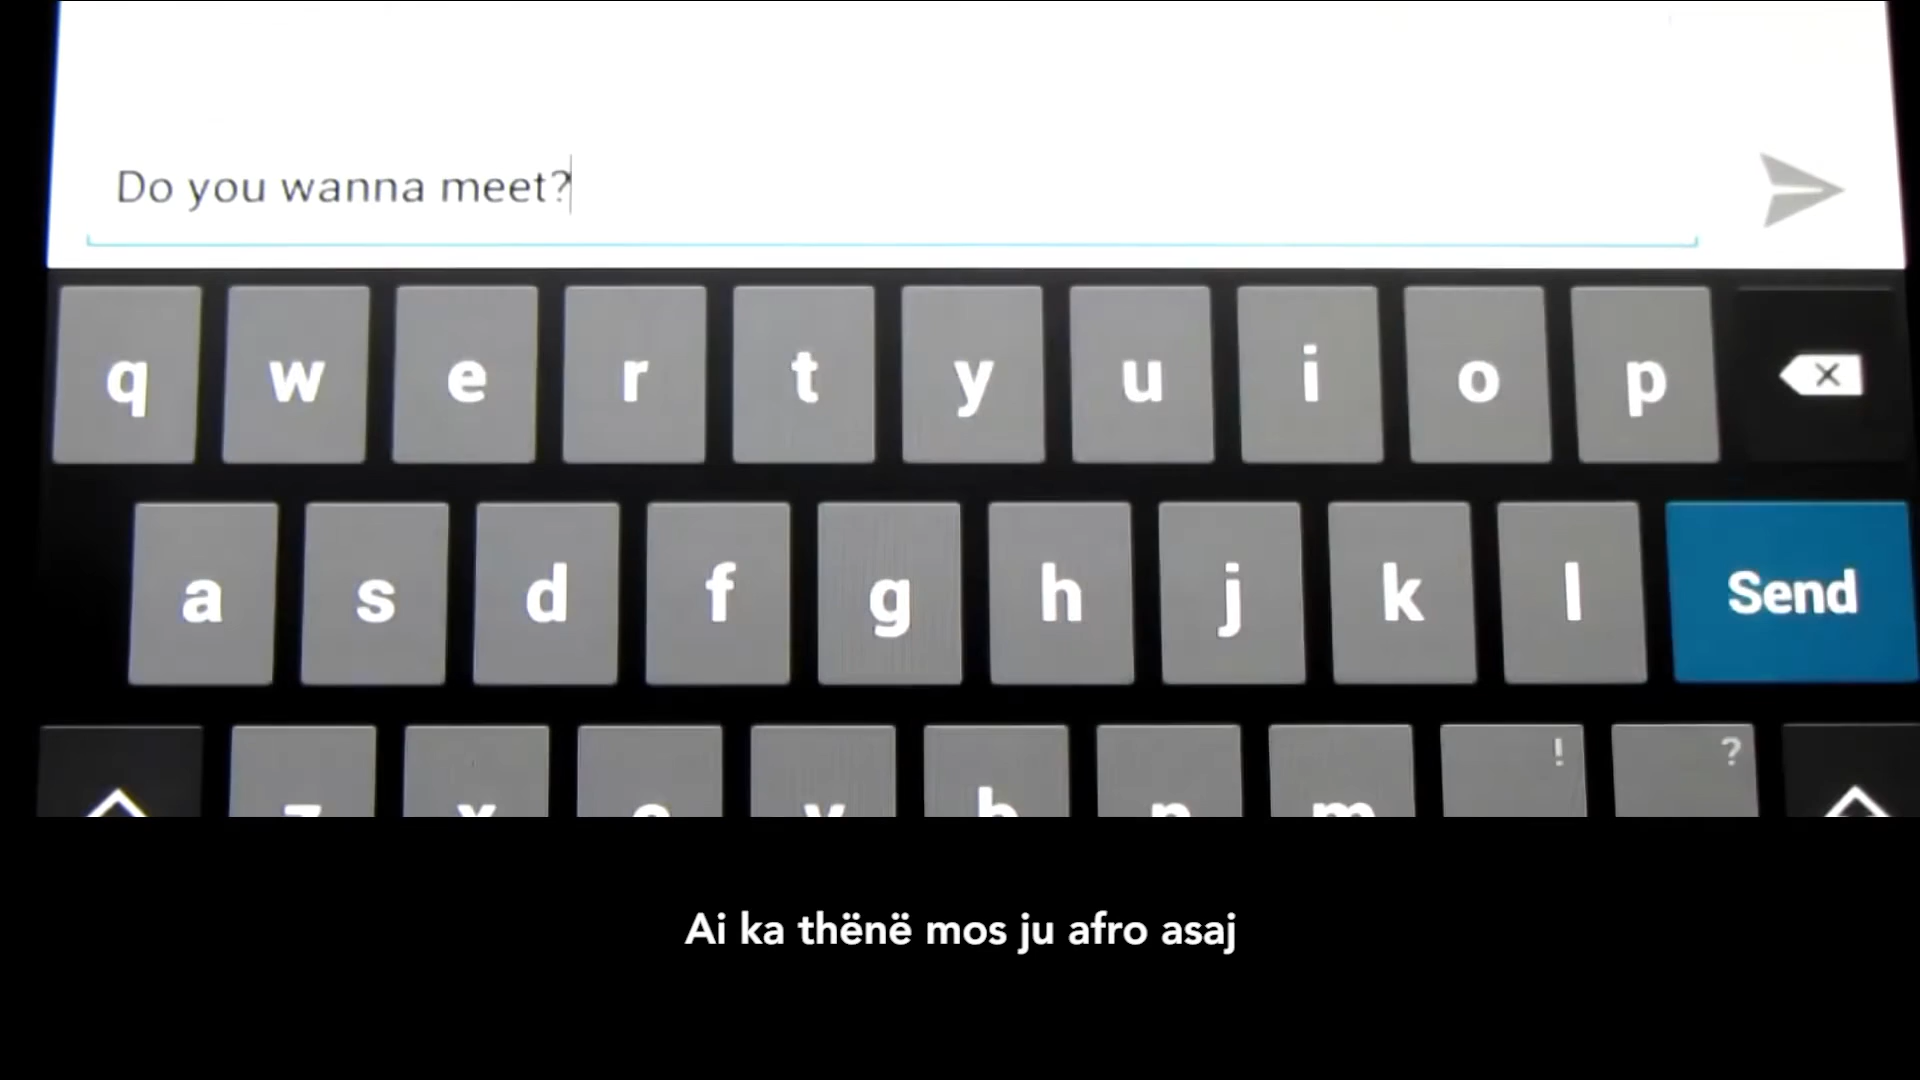 Do you wanna meet?
q w e r t y u i o p
a s d f g h j k l Send
z x c v b n m ! ?
Ai ka thënë mos ju afro asaj